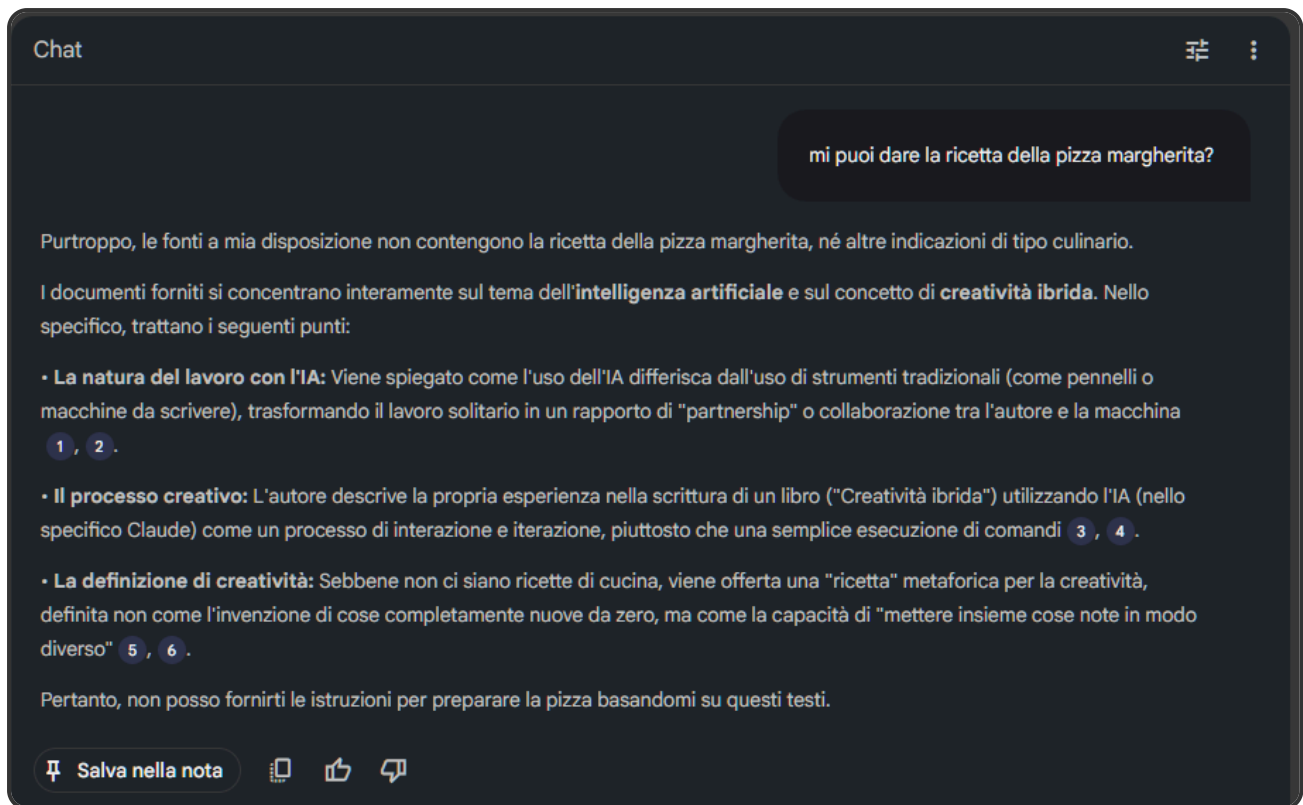 Chat
mi puoi dare la ricetta della pizza margherita?
Purtroppo, le fonti a mia disposizione non contengono la ricetta della pizza margherita, né altre indicazioni di tipo culinario.
I documenti forniti si concentrano interamente sul tema dell'intelligenza artificiale e sul concetto di creatività ibrida. Nello
specifico, trattano i seguenti punti:
• La natura del lavoro con l'IA: Viene spiegato come l'uso dell'IA differisca dall'uso di strumenti tradizionali (come pennelli o
macchine da scrivere), trasformando il lavoro solitario in un rapporto di "partnership" o collaborazione tra l'autore e la macchina
1, 2.
• Il processo creativo: L'autore descrive la propria esperienza nella scrittura di un libro ("Creatività ibrida") utilizzando l'IA (nello
specifico Claude) come un processo di interazione e iterazione, piuttosto che una semplice esecuzione di comandi 3, 4.
• La definizione di creatività: Sebbene non ci siano ricette di cucina, viene offerta una "ricetta" metaforica per la creatività,
definita non come l'invenzione di cose completamente nuove da zero, ma come la capacità di "mettere insieme cose note in modo
diverso" 5, 6.
Pertanto, non posso fornirti le istruzioni per preparare la pizza basandomi su questi testi.
Salva nella nota